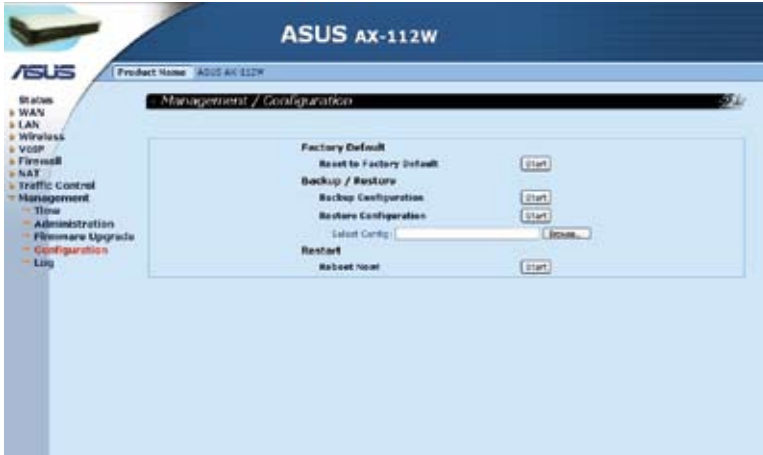 ASUS AX-112W
ASUS
Product Name ASUS AX-112W
Status
WAN
LAN
Wireless
VOIP
Firewall
NAT
Traffic Control
Management
Time
Administration
Firmware Upgrade
Configuration
Log
Management / Configuration
Factory Default
Reset to Factory Default Start
Backup / Restore
Backup Configuration Start
Restore Configuration Start
Select Config: Browse...
Restart
Reboot Now! Start